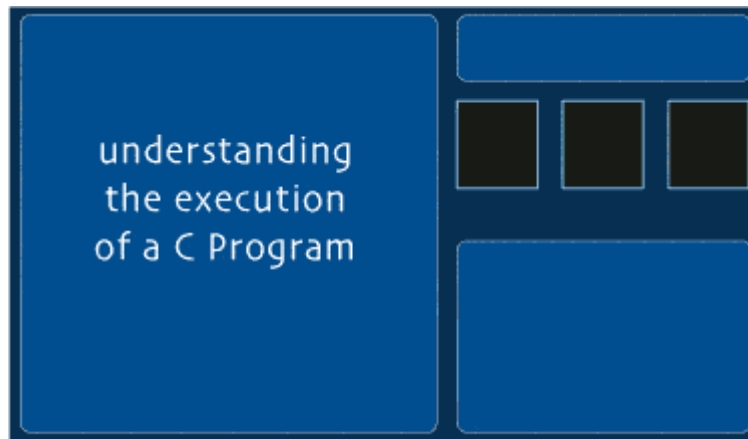 understanding
the execution
of a C Program